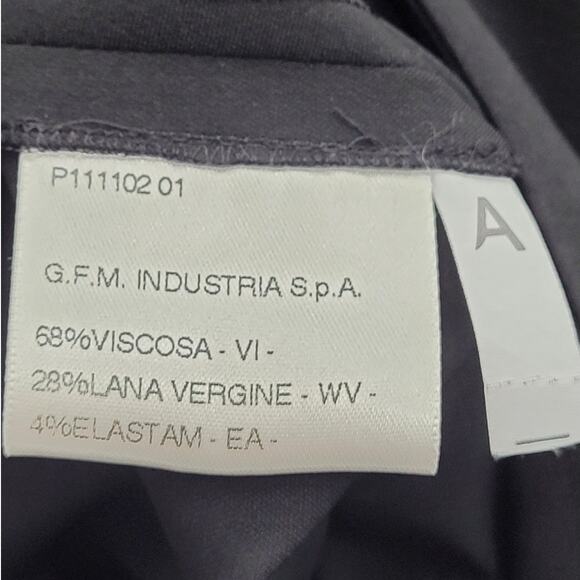 P111102 01
G.F.M. INDUSTRIA S.p.A.
68%VISCOSA - VI -
28%LANA VERGINE - WV -
4%ELASTAM - EA -
A